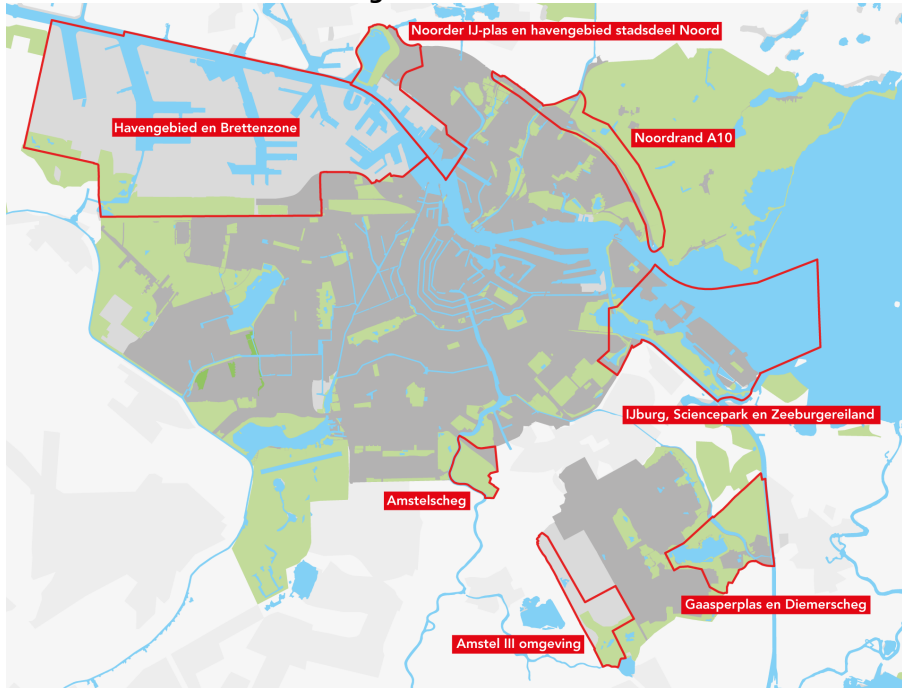 Noorder IJ-plas en havengebied stadsdeel Noord
Havengebied en Brettenzone
Noordrand A10
IJburg, Sciencepark en Zeeburgereiland
Amstelscheg
Gaasperplas en Diemerscheg
Amstel III omgeving